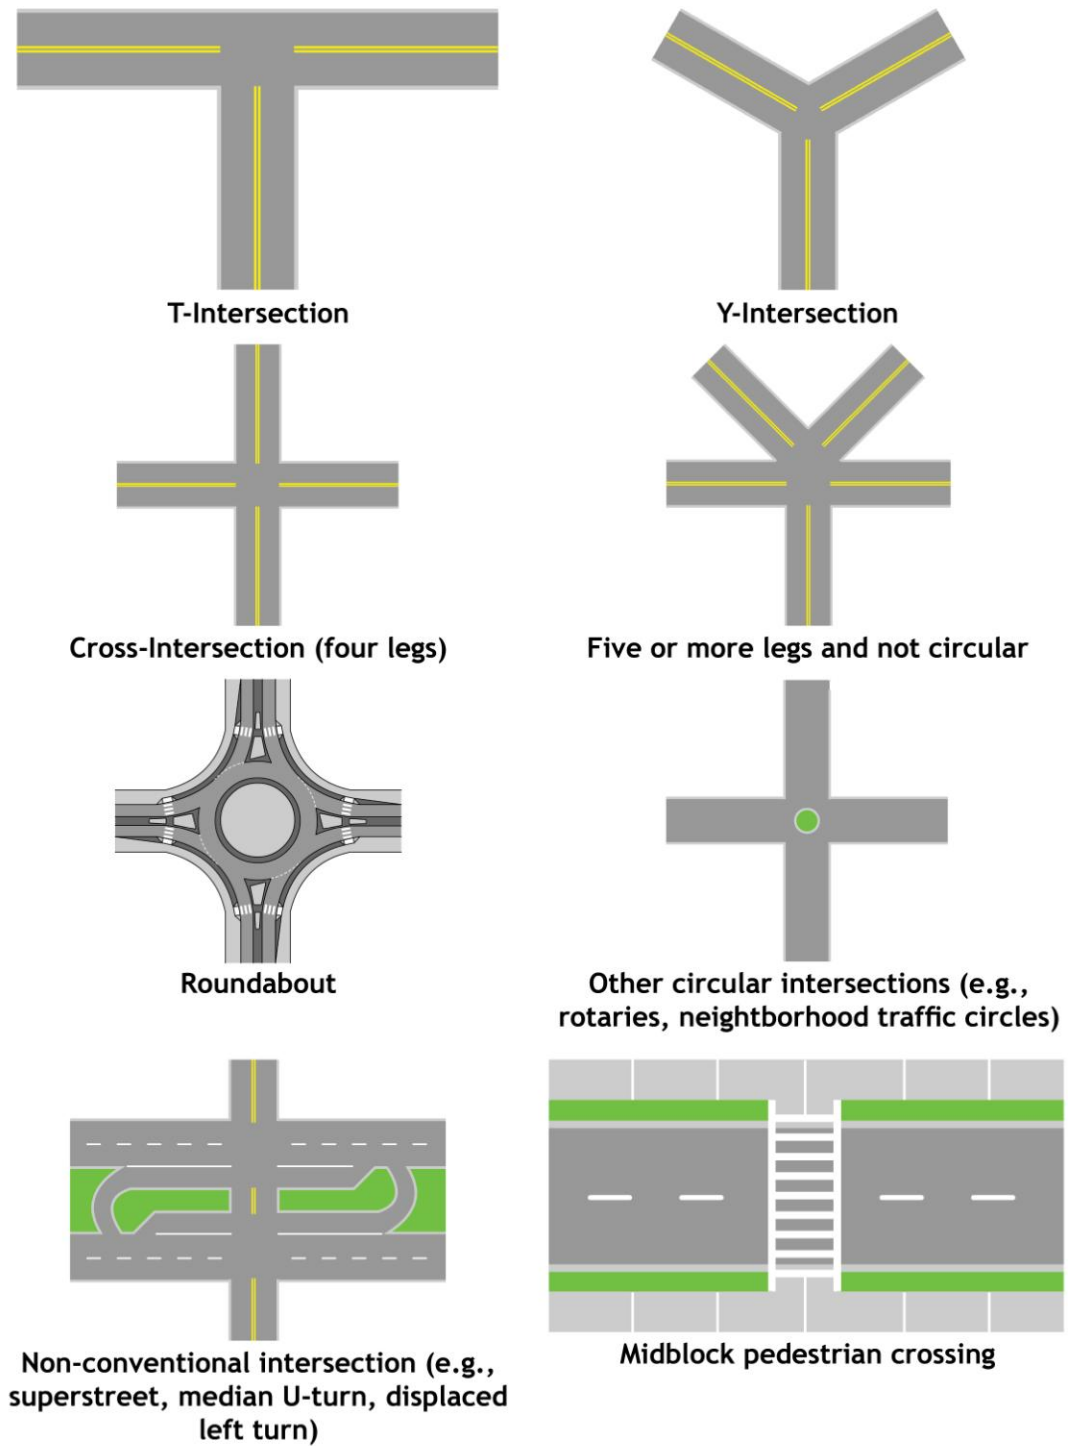 T-Intersection
Y-Intersection
Cross-Intersection (four legs)
Five or more legs and not circular
Roundabout
Other circular intersections (e.g.,
rotaries, neightborhood traffic circles)
Non-conventional intersection (e.g.,
superstreet, median U-turn, displaced
left turn)
Midblock pedestrian crossing